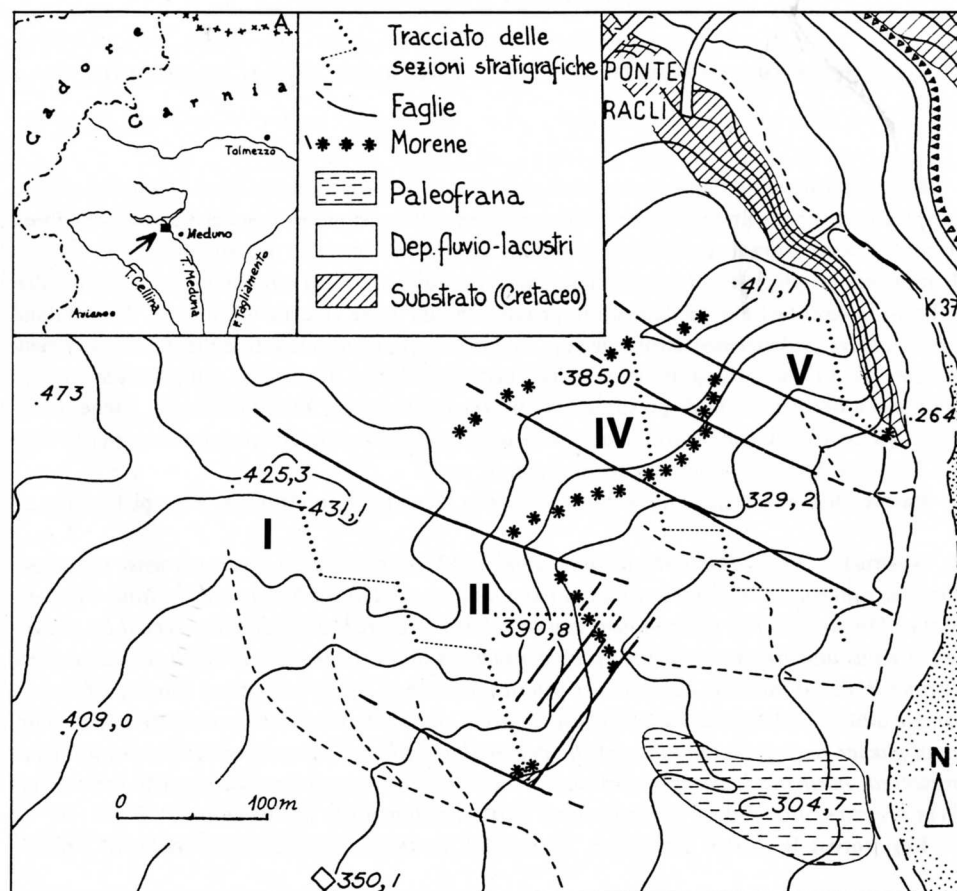 A
Cadore
Carnia
Tolmezzo
Meduno
T. Cellina
T. Meduna
F. Tagliamento
Aviano
Tracciato delle
sezioni stratigrafiche
Faglie
Morene
Paleofrana
Dep. fluvio-lacustri
Substrato (Cretaceo)
PONTE
RACLI
411,1
K37
V
385,0
473
IV
264
425,3
431,1
329,2
I
II
390,8
409,0
N
0 100m
304,7
350,1